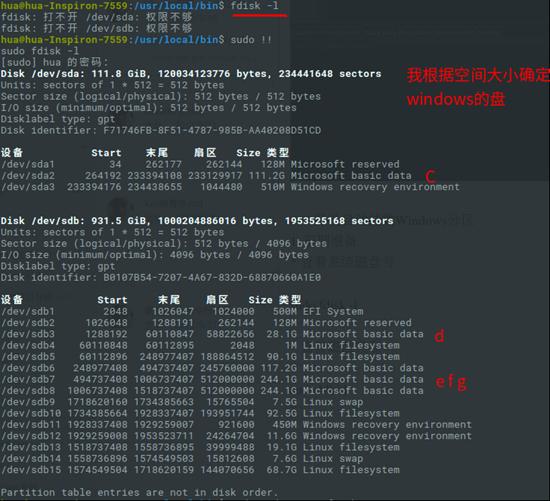 hua@hua-Inspiron-7559:/usr/local/bin$ fdisk -l
fdisk: 打不开 /dev/sda: 权限不够
fdisk: 打不开 /dev/sdb: 权限不够
hua@hua-Inspiron-7559:/usr/local/bin$ sudo !!
sudo fdisk -l
[sudo] hua 的密码:
Disk /dev/sda: 111.8 GiB, 120034123776 bytes, 234441648 sectors
我根据空间大小确定
Units: sectors of 1 * 512 = 512 bytes
Sector size (logical/physical): 512 bytes / 512 bytes
windows的盘
I/O size (minimum/optimal): 512 bytes / 512 bytes
Disklabel type: gpt
Disk identifier: F71746FB-8F51-4787-985B-AA40208D51CD
设备 Start 末尾 扇区 Size 类型
/dev/sda1 34 262177 262144 128M Microsoft reserved
/dev/sda2 264192 233394108 233129917 111.2G Microsoft basic data C
/dev/sda3 233394176 234438655 1044480 510M Windows recovery environment
Disk /dev/sdb: 931.5 GiB, 1000204886016 bytes, 1953525168 sectors
Units: sectors of 1 * 512 = 512 bytes
Sector size (logical/physical): 512 bytes / 4096 bytes
I/O size (minimum/optimal): 4096 bytes / 4096 bytes
Disklabel type: gpt
Disk identifier: B0107B54-7207-4A67-832D-68870660A1E0
设备 Start 末尾 扇区 Size 类型
/dev/sdb1 2048 1026047 1024000 500M EFI System
/dev/sdb2 1026048 1288191 262144 128M Microsoft reserved
/dev/sdb3 1288192 60110847 58822656 28.1G Microsoft basic data d
/dev/sdb4 60110848 60112895 2048 1M Linux filesystem
/dev/sdb5 60112896 248977407 188864512 90.1G Linux filesystem
/dev/sdb6 248977408 494737407 245760000 117.2G Microsoft basic data
/dev/sdb7 494737408 1006737407 512000000 244.1G Microsoft basic data e f g
/dev/sdb8 1006737408 1518737407 512000000 244.1G Microsoft basic data
/dev/sdb9 1718620160 1734385663 15765504 7.5G Linux swap
/dev/sdb10 1734385664 1928337407 193951744 92.5G Linux filesystem
/dev/sdb11 1928337408 1929259007 921600 450M Windows recovery environment
/dev/sdb12 1929259008 1953523711 24264704 11.6G Windows recovery environment
/dev/sdb13 1518737408 1558736895 39999488 19.1G Linux filesystem
/dev/sdb14 1558736896 1574549503 15812608 7.6G Linux swap
/dev/sdb15 1574549504 1718620159 144070656 68.7G Linux filesystem
Partition table entries are not in disk order.